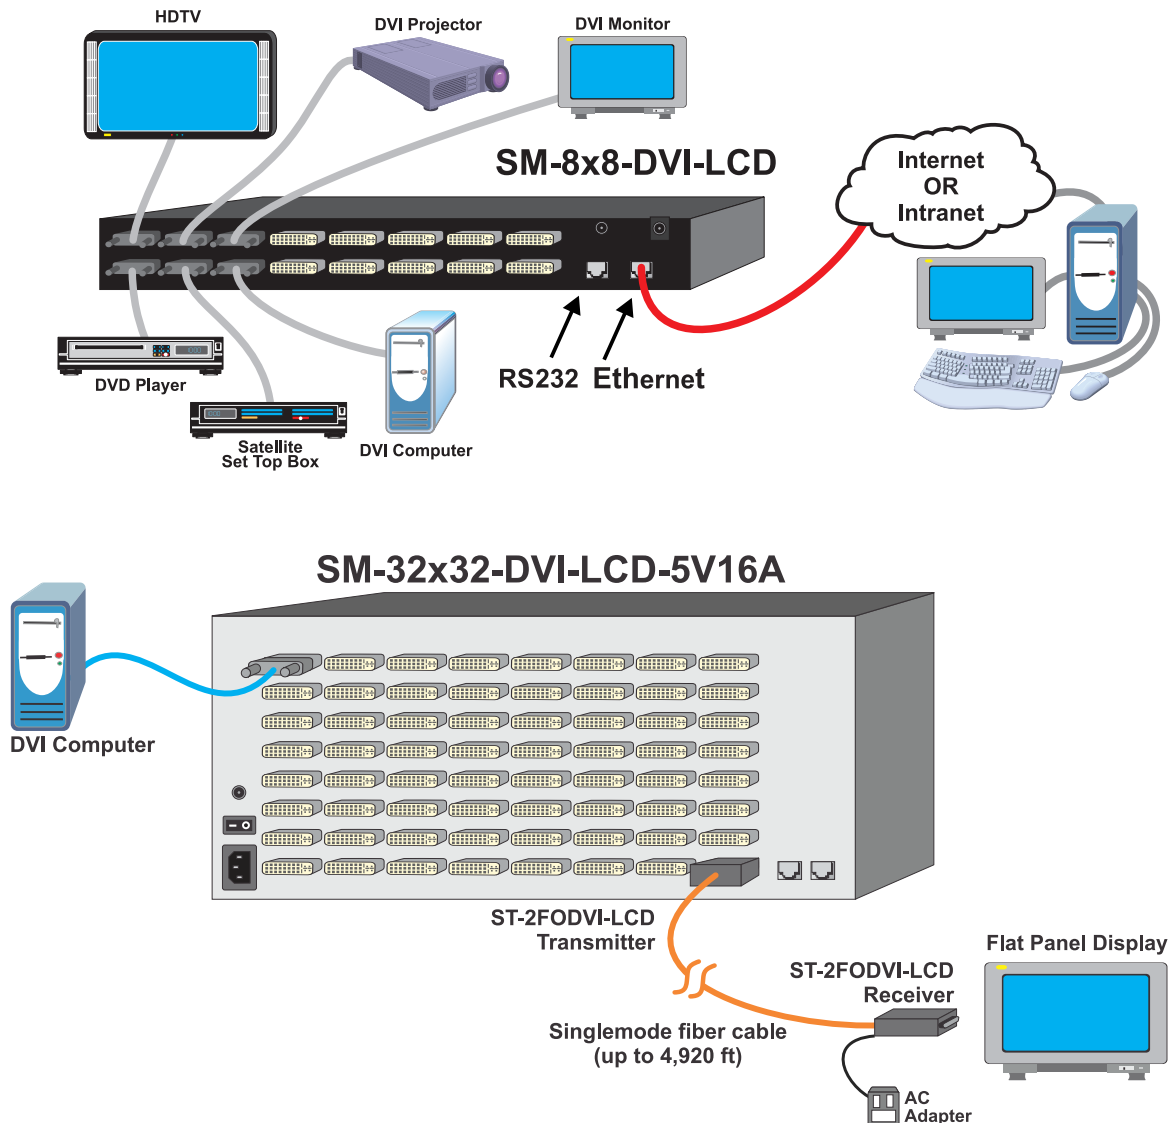 HDTV
DVI Projector
DVI Monitor
SM-8x8-DVI-LCD
Internet
OR
Intranet
RS232
Ethernet
DVD Player
Satellite
Set Top Box
DVI Computer
SM-32x32-DVI-LCD-5V16A
DVI Computer
ST-2FODVI-LCD
Transmitter
Flat Panel Display
ST-2FODVI-LCD
Receiver
Singlemode fiber cable
(up to 4,920 ft)
AC
Adapter